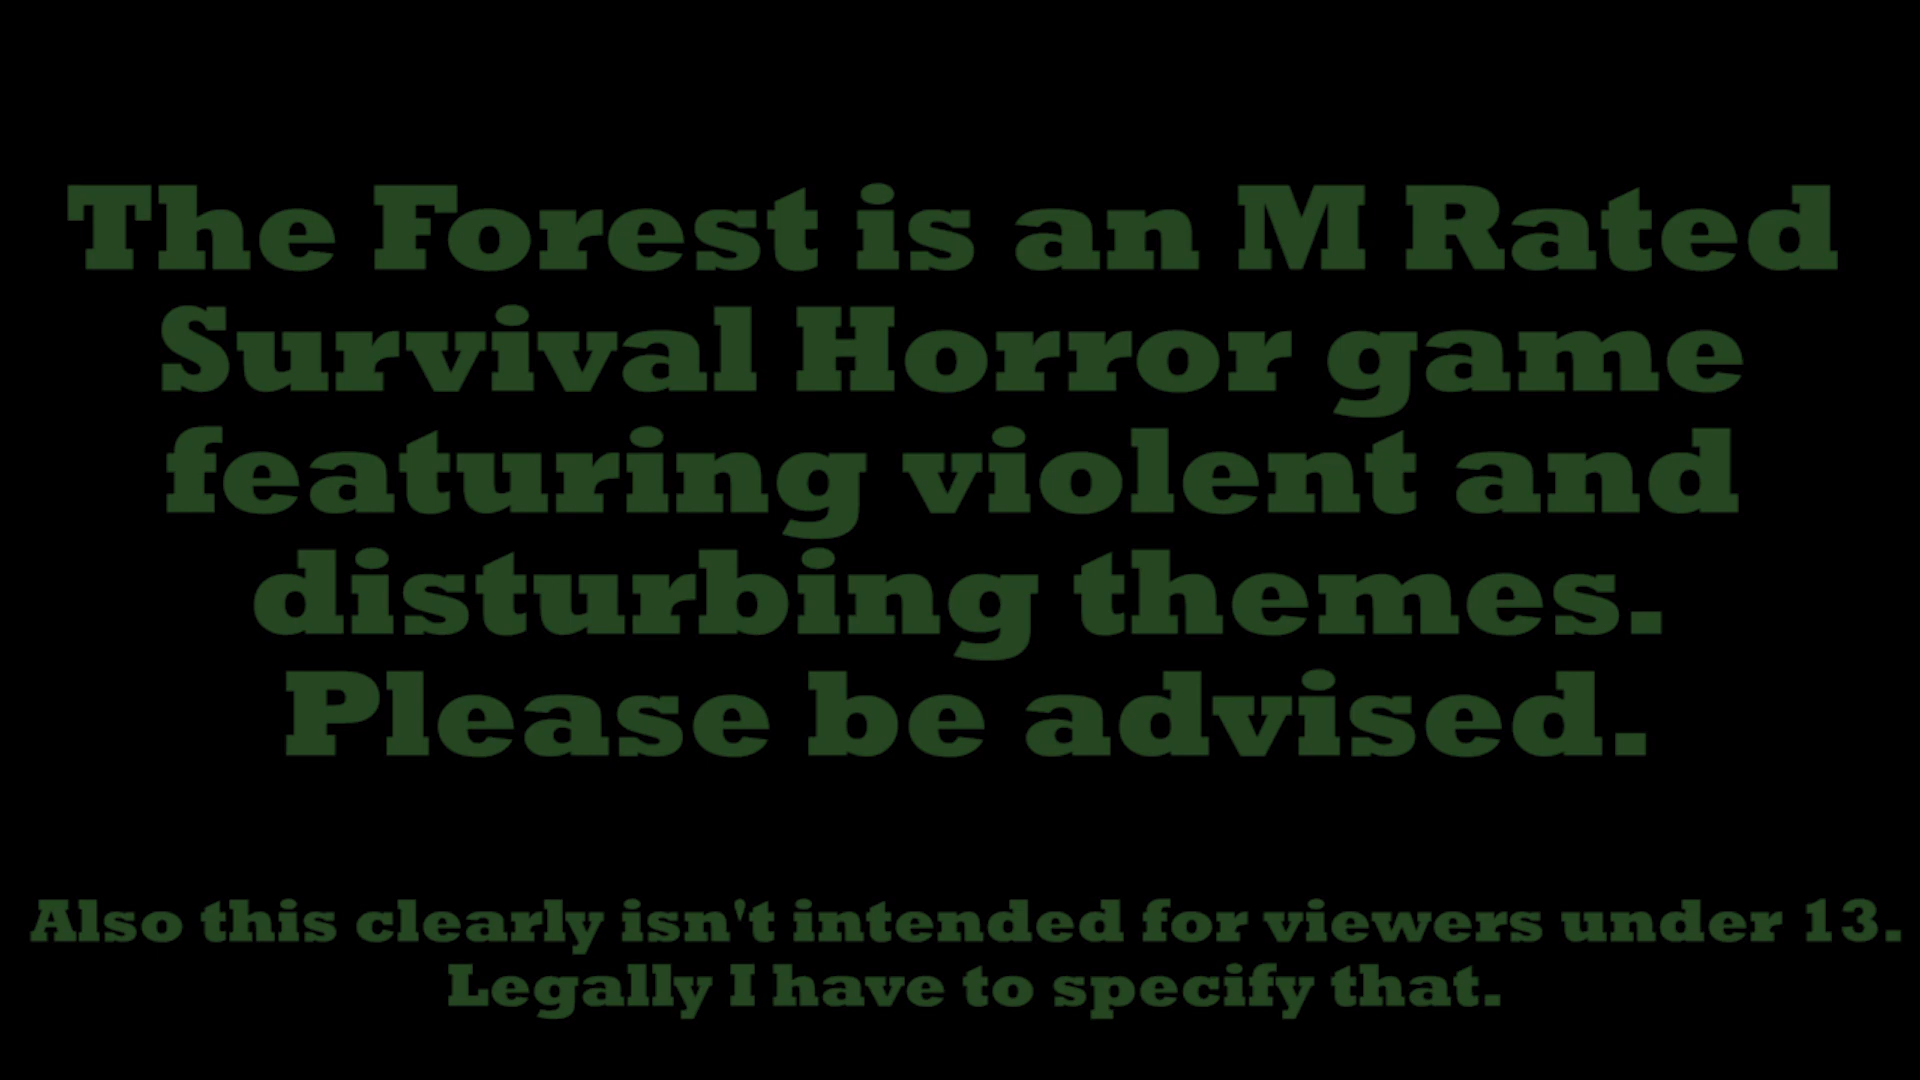 The Forest is an M Rated
Survival Horror game
featuring violent and
disturbing themes.
Please be advised.
Also this clearly isn't intended for viewers under 13.
Legally I have to specify that.